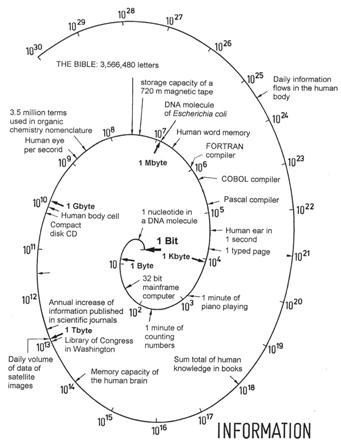 10^28
10^29
10^27
10^30
10^26
THE BIBLE: 3,566,480 letters
10^25
storage capacity of a
720 m magnetic tape
Daily information
flows in the human
body
DNA molecule
of Escherichia coli
10^24
3.5 million terms
used in organic
chemistry nomenclature
10^8
10^7
Human word memory
Human eye
per second
10^9
1 Mbyte
FORTRAN
compiler
10^6
10^23
COBOL compiler
10^10
1 Gbyte
Pascal compiler
Human body cell
10^5
10^22
Compact
disk CD
1 nucleotide in
a DNA molecule
Human ear in
1 second
1 Bit
1 typed page
10^11
10
1 Byte
1 Kbyte
10^4
10^21
32 bit
mainframe
computer
10^12
10^2
10^3
1 minute of
piano playing
10^20
Annual increase of
information published
in scientific journals
1 Tbyte
1 minute of
counting
numbers
10^13
Library of Congress
in Washington
10^19
Daily volume
of data of
satellite
images
Memory capacity of
the human brain
Sum total of human
knowledge in books
10^14
10^18
10^15
10^16
10^17
INFORMATION